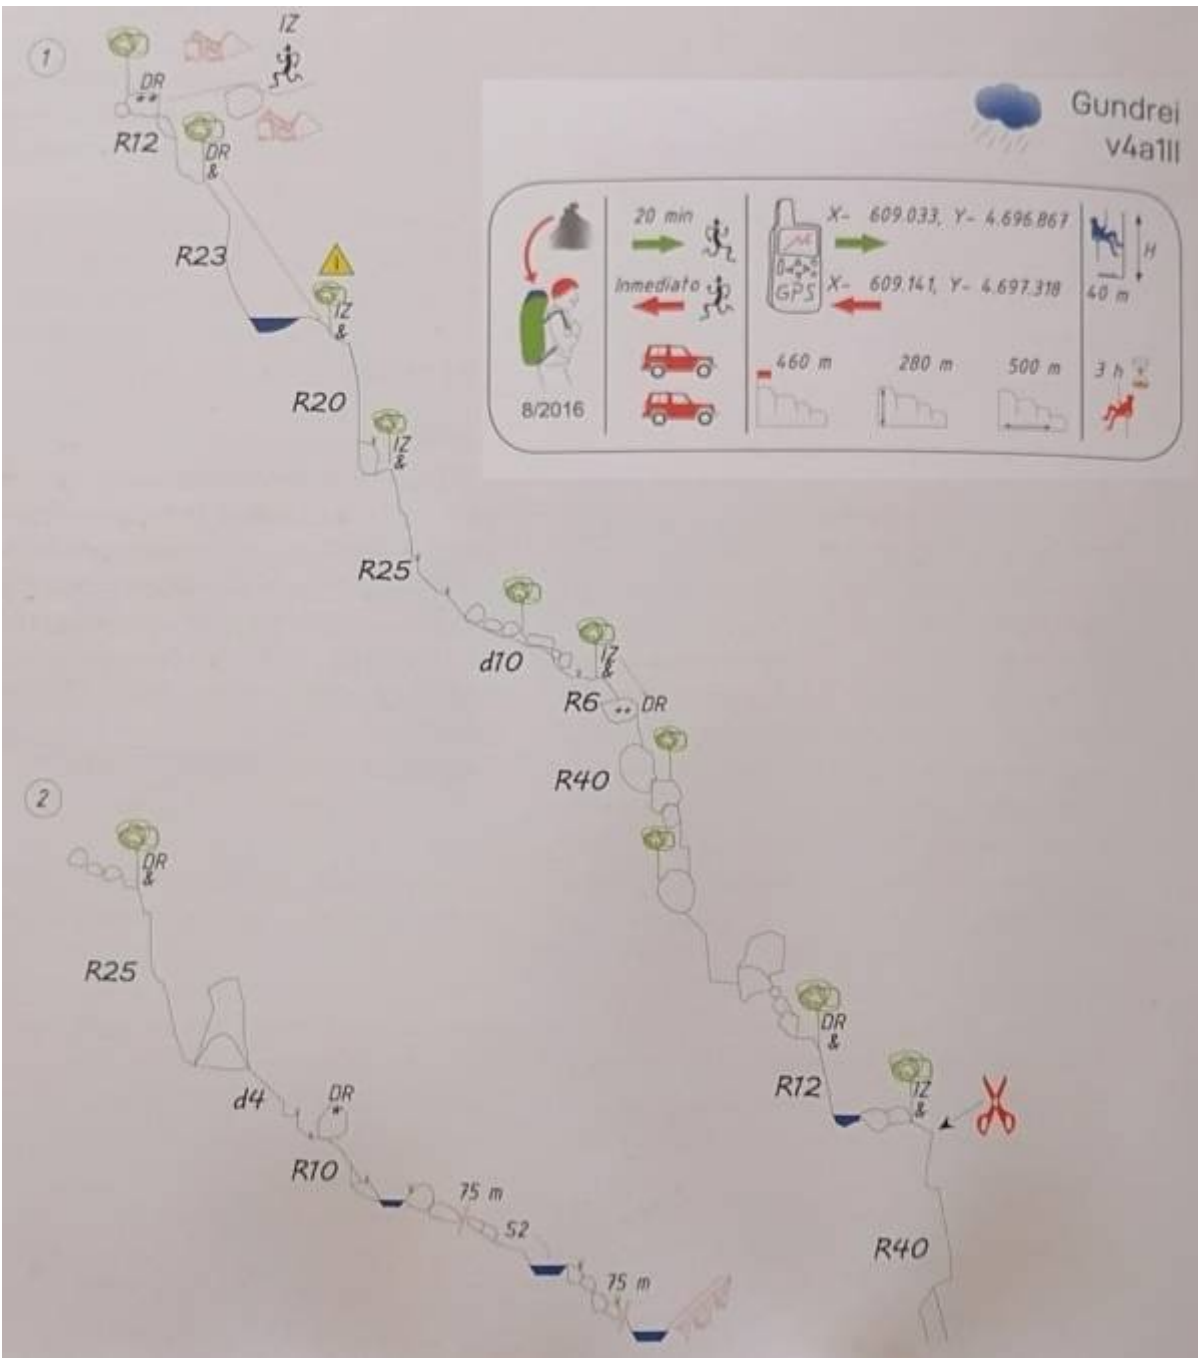 1
IZ
DR
**
R12
DR
&
R23
IZ
&
R20
IZ
&
R25
d10
IZ
&
R6
** DR
R40
DR
&
R12
IZ
&
R40
Gundrei
v4a1II
8/2016
20 min
Inmediato
GPS
X- 609.033, Y- 4.696.867
X- 609.141, Y- 4.697.318
H
40 m
460 m
280 m
500 m
3 h
2
DR
&
R25
d4
DR
*
R10
75 m
S2
75 m